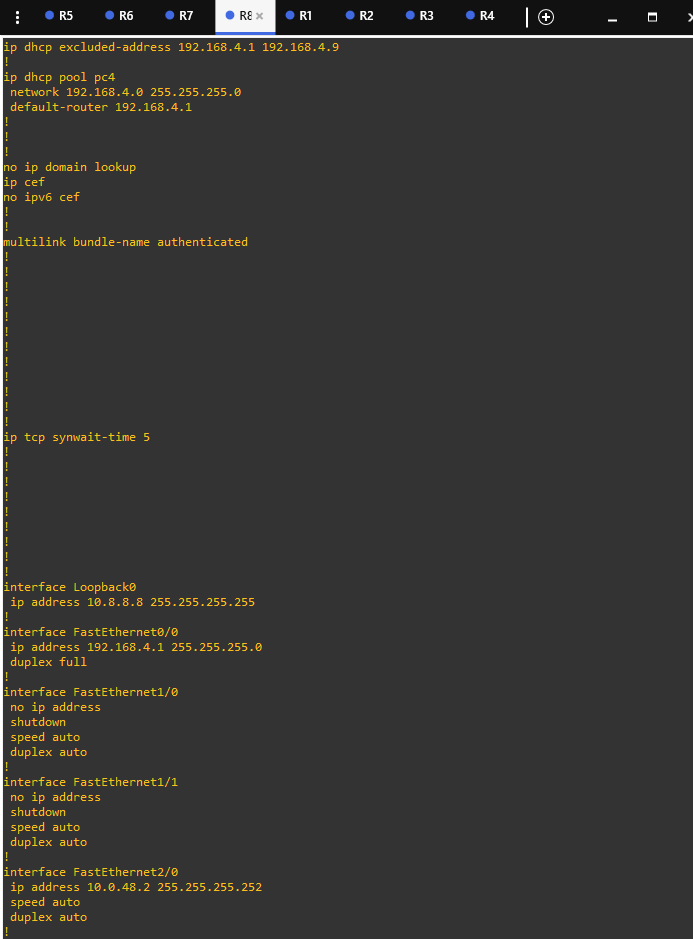 R5 R6 R7 R8 R1 R2 R3 R4
ip dhcp excluded-address 192.168.4.1 192.168.4.9
!
ip dhcp pool pc4
 network 192.168.4.0 255.255.255.0
 default-router 192.168.4.1
!
!
!
no ip domain lookup
ip cef
no ipv6 cef
!
!
multilink bundle-name authenticated
!
!
!
!
!
!
!
!
!
!
!
!
ip tcp synwait-time 5
!
!
!
!
!
!
!
!
!
interface Loopback0
 ip address 10.8.8.8 255.255.255.255
!
interface FastEthernet0/0
 ip address 192.168.4.1 255.255.255.0
 duplex full
!
interface FastEthernet1/0
 no ip address
 shutdown
 speed auto
 duplex auto
!
interface FastEthernet1/1
 no ip address
 shutdown
 speed auto
 duplex auto
!
interface FastEthernet2/0
 ip address 10.0.48.2 255.255.255.252
 speed auto
 duplex auto
!